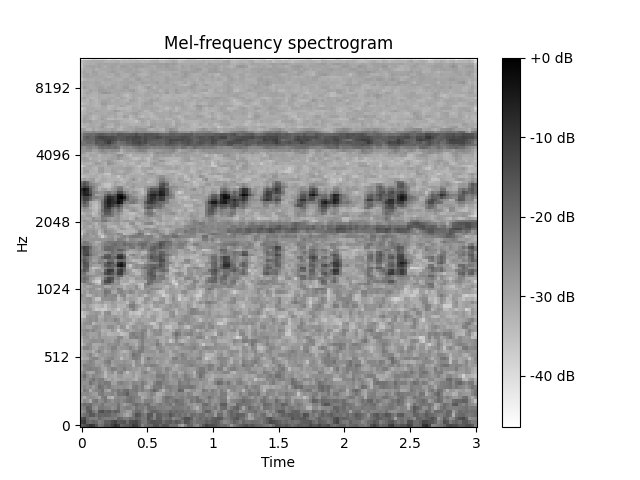 Mel-frequency spectrogram
+0 dB
8192
-10 dB
4096
2048
-20 dB
Hz
1024
-30 dB
512
-40 dB
0
0 0.5 1 1.5 2 2.5 3
Time